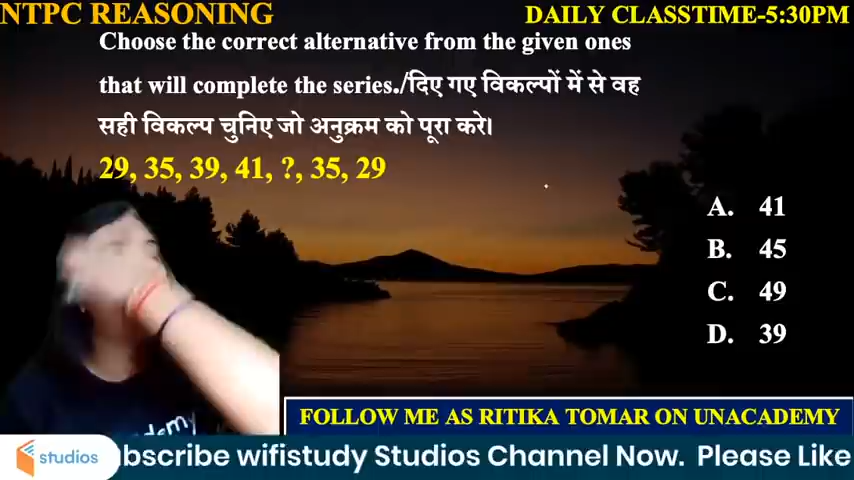 NTPC REASONING
DAILY CLASSTIME-5:30PM
Choose the correct alternative from the given ones
that will complete the series./दिए गए विकल्पों में से वह
सही विकल्प चुनिए जो अनुक्रम को पूरा करे।
29, 35, 39, 41, ?, 35, 29
A. 41
B. 45
C. 49
D. 39
FOLLOW ME AS RITIKA TOMAR ON UNACADEMY
studios
bscribe wifistudy Studios Channel Now. Please Like